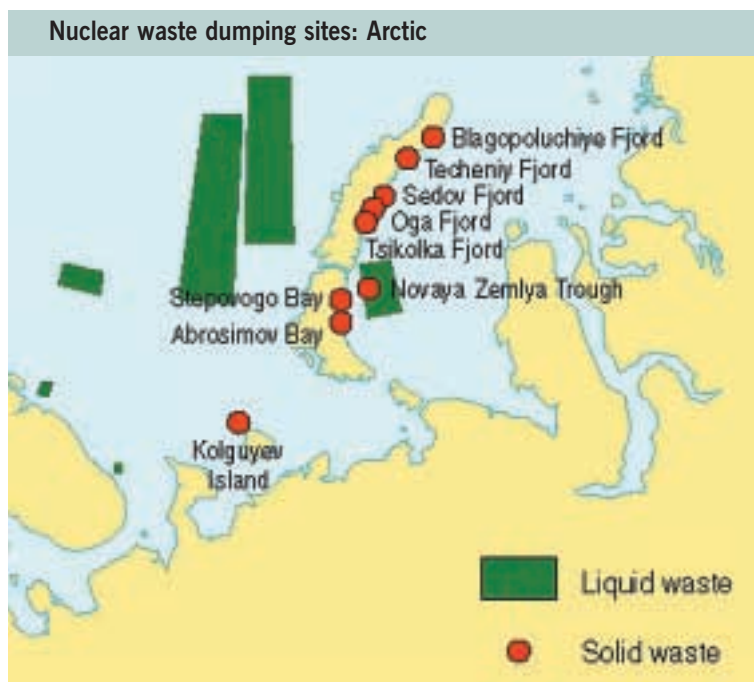 Nuclear waste dumping sites: Arctic
Blagopoluchiye Fjord
Techeniy Fjord
Sedov Fjord
Oga Fjord
Tsikolka Fjord
Stepovogo Bay
Novaya Zemlya Trough
Abrosimov Bay
Kolguyev
Island
Liquid waste
Solid waste